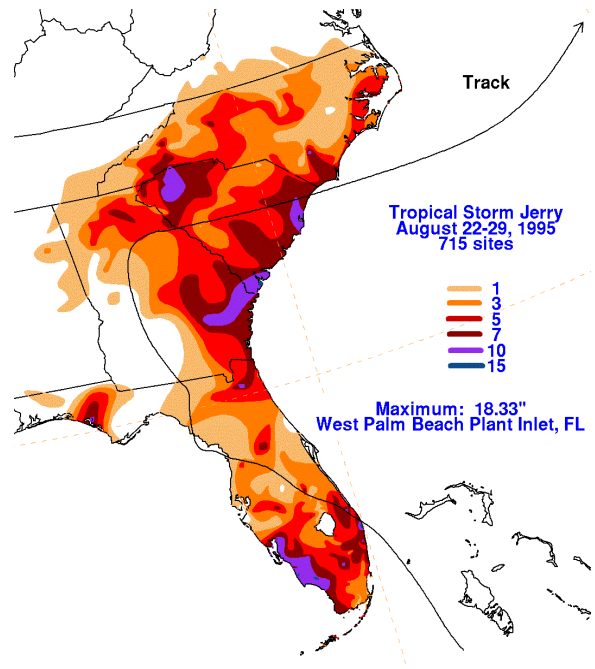 Track
Tropical Storm Jerry
August 22-29, 1995
715 sites
1
3
5
7
10
15
Maximum: 18.33"
West Palm Beach Plant Inlet, FL